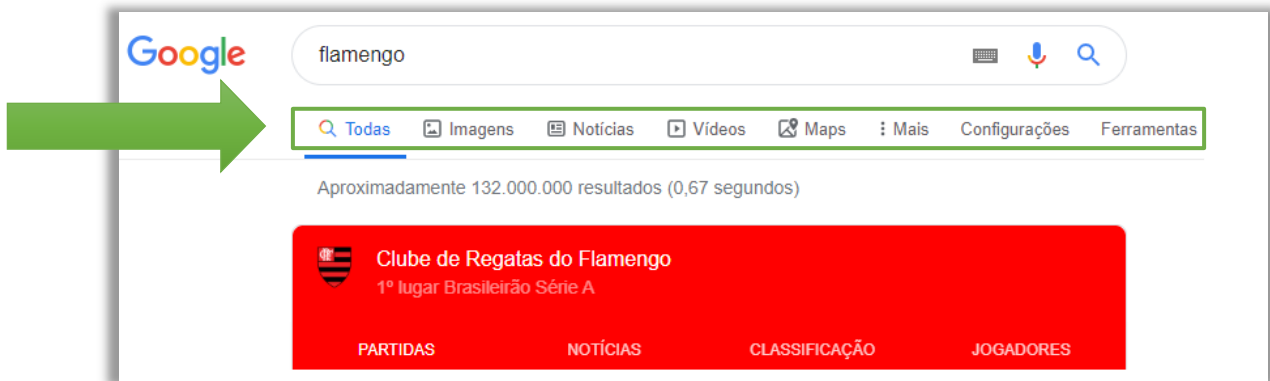 Google flamengo
Todas Imagens Notícias Vídeos Maps Mais Configurações Ferramentas
Aproximadamente 132.000.000 resultados (0,67 segundos)
Clube de Regatas do Flamengo
1º lugar Brasileirão Série A
PARTIDAS NOTÍCIAS CLASSIFICAÇÃO JOGADORES